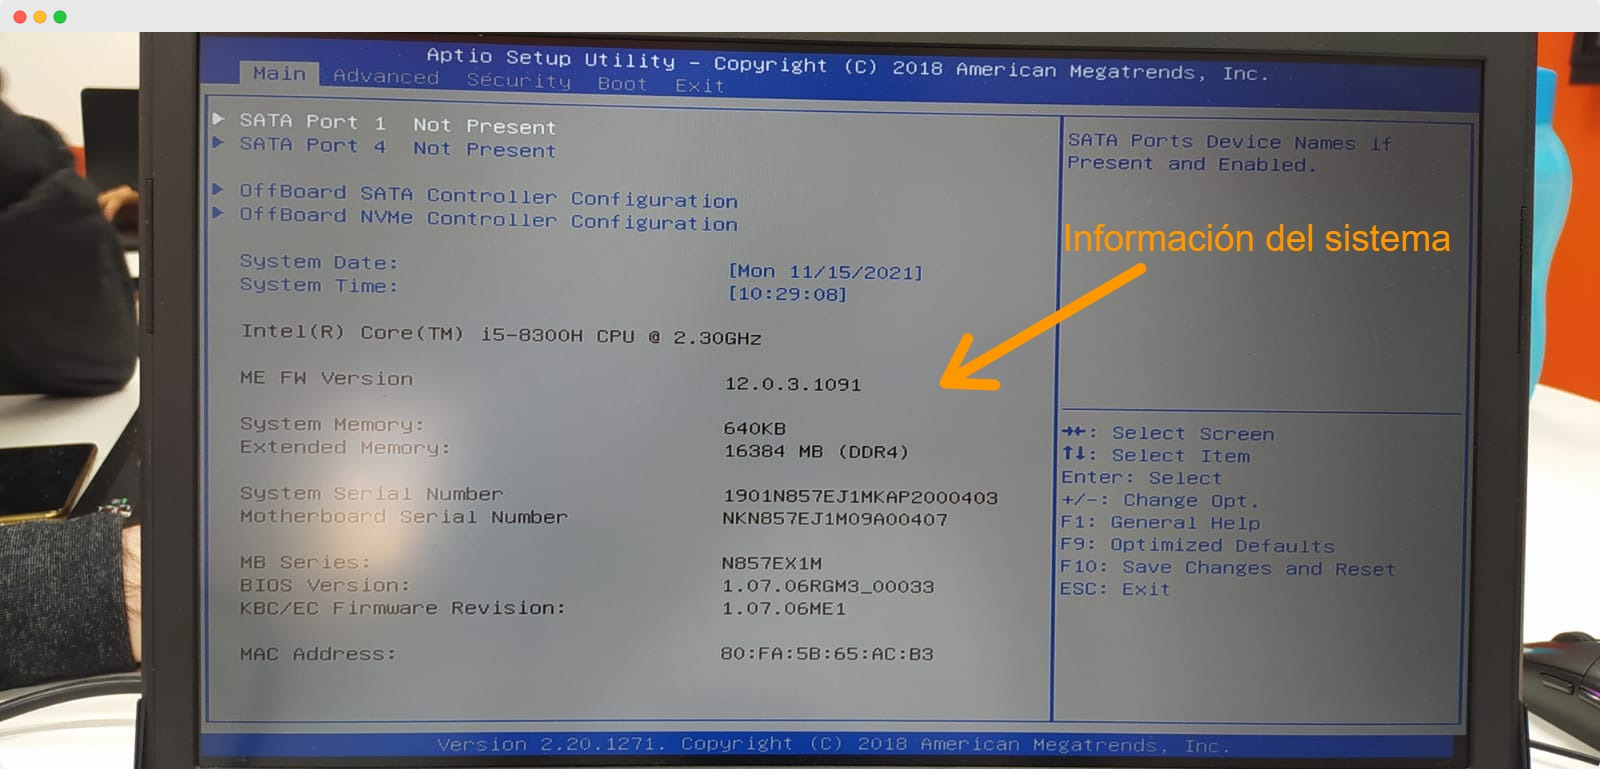 Aptio Setup Utility – Copyright (C) 2018 American Megatrends, Inc.
Main Advanced Security Boot Exit
SATA Port 1 Not Present
SATA Port 4 Not Present
OffBoard SATA Controller Configuration
OffBoard NVMe Controller Configuration
System Date: [Mon 11/15/2021]
System Time: [10:29:08]
Intel(R) Core(TM) i5-8300H CPU @ 2.30GHz
ME FW Version 12.0.3.1091
System Memory: 640KB
Extended Memory: 16384 MB (DDR4)
System Serial Number 1901N857EJ1MKAP2000403
Motherboard Serial Number NKN857EJ1M09A00407
MB Series: N857EX1M
BIOS Version: 1.07.06RGM3_00033
KBC/EC Firmware Revision: 1.07.06ME1
MAC Address: 80:FA:5B:65:AC:B3
SATA Ports Device Names if
Present and Enabled.
Información del sistema
→←: Select Screen
↑↓: Select Item
Enter: Select
+/-: Change Opt.
F1: General Help
F9: Optimized Defaults
F10: Save Changes and Reset
ESC: Exit
Version 2.20.1271. Copyright (C) 2018 American Megatrends, Inc.